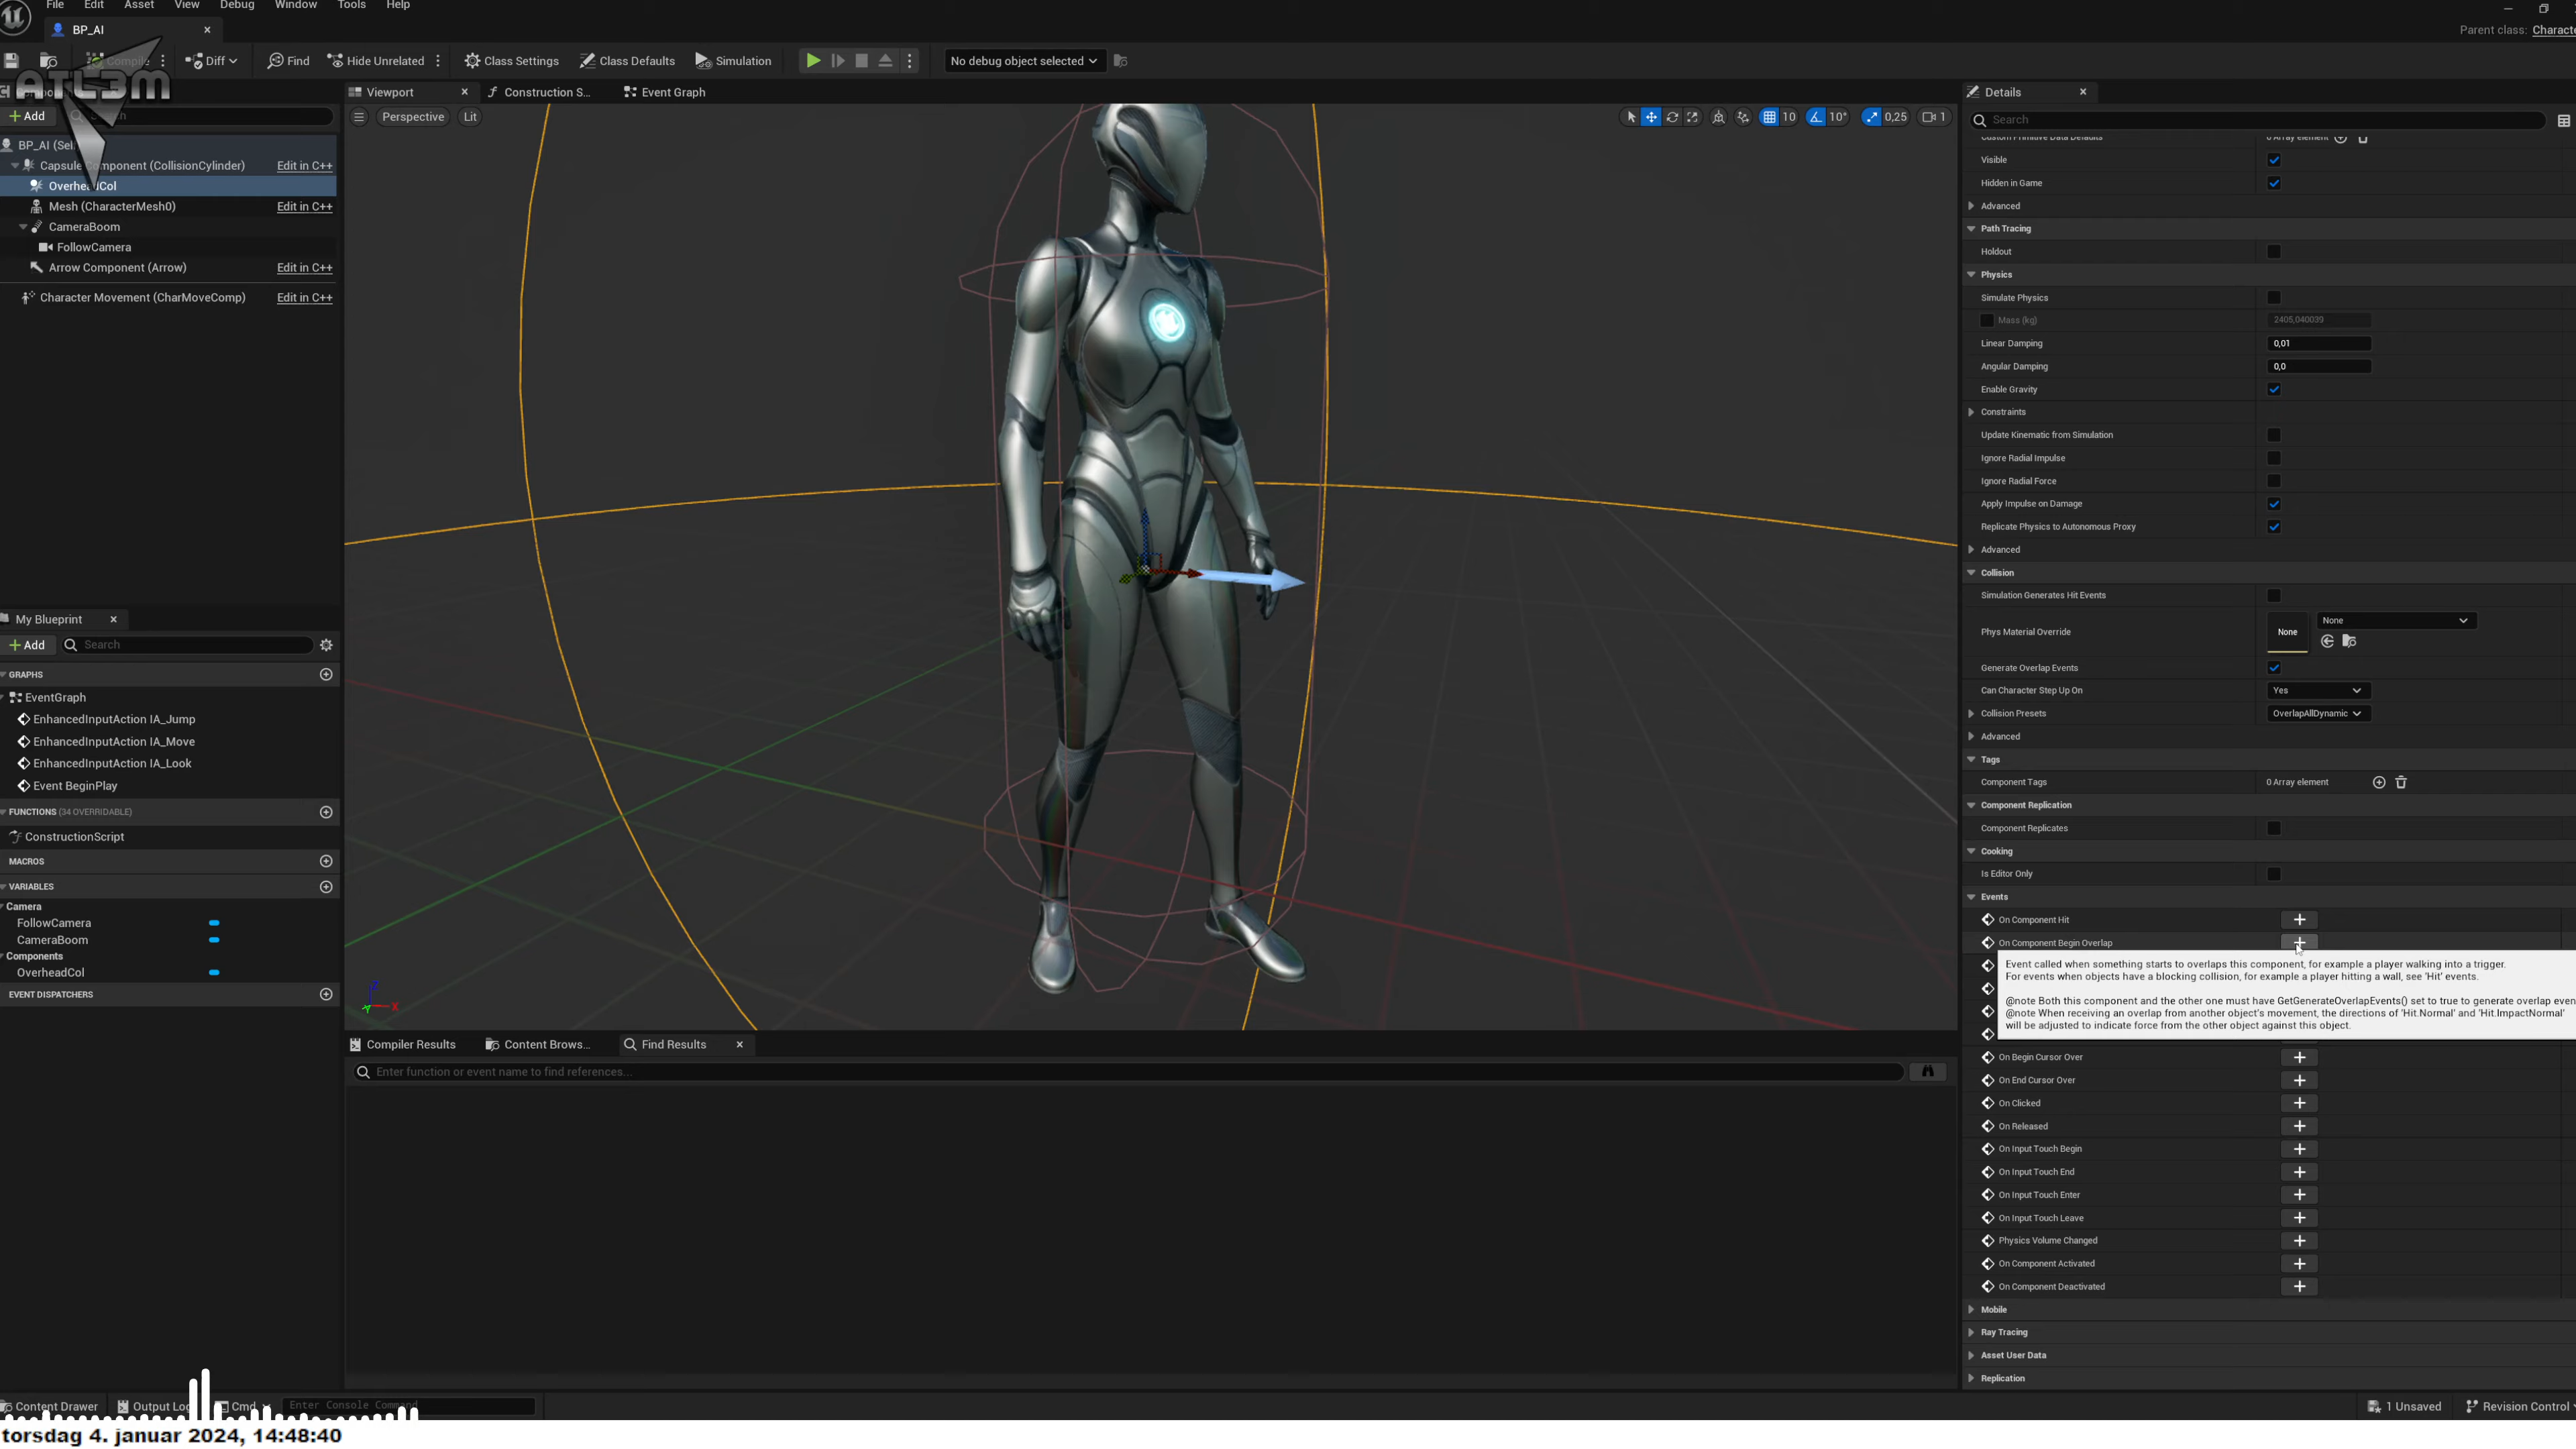 File Edit Asset View Debug Window Tools Help
BP_AI
Parent class:
Compile Diff Find Hide Unrelated Class Settings Class Defaults Simulation No debug object selected
ATL3M
Add
BP_AI
Capsule Component (CollisionCylinder) Edit in C++
OverheadCol
Mesh (CharacterMesh0) Edit in C++
CameraBoom
FollowCamera
Arrow Component (Arrow) Edit in C++
Character Movement (CharMoveComp) Edit in C++
My Blueprint
Add Search
GRAPHS
EventGraph
EnhancedInputAction IA_Jump
EnhancedInputAction IA_Move
EnhancedInputAction IA_Look
Event BeginPlay
FUNCTIONS (34 OVERRIDABLE)
ConstructionScript
MACROS
VARIABLES
Camera
FollowCamera
CameraBoom
Components
OverheadCol
EVENT DISPATCHERS
Viewport Construction S... Event Graph
Perspective Lit
10 10° 0,25 1
Z
X
Y
Compiler Results Content Brows... Find Results
Enter function or event name to find references...
Details
Search
Custom Primitive Data Defaults 0 Array element
Visible
Hidden in Game
Advanced
Path Tracing
Holdout
Physics
Simulate Physics
Mass (kg) 2405,040039
Linear Damping 0,01
Angular Damping 0,0
Enable Gravity
Constraints
Update Kinematic from Simulation
Ignore Radial Impulse
Ignore Radial Force
Apply Impulse on Damage
Replicate Physics to Autonomous Proxy
Advanced
Collision
Simulation Generates Hit Events
Phys Material Override None None
Generate Overlap Events
Can Character Step Up On Yes
Collision Presets OverlapAllDynamic
Advanced
Tags
Component Tags 0 Array element
Component Replication
Component Replicates
Cooking
Is Editor Only
Events
On Component Hit
On Component Begin Overlap
Event called when something starts to overlaps this component, for example a player walking into a trigger.
For events when objects have a blocking collision, for example a player hitting a wall, see 'Hit' events.
@note Both this component and the other one must have GetGenerateOverlapEvents() set to true to generate overlap even
@note When receiving an overlap from another object's movement, the directions of 'Hit.Normal' and 'Hit.ImpactNormal'
will be adjusted to indicate force from the other object against this object.
On Begin Cursor Over
On End Cursor Over
On Clicked
On Released
On Input Touch Begin
On Input Touch End
On Input Touch Enter
On Input Touch Leave
Physics Volume Changed
On Component Activated
On Component Deactivated
Mobile
Ray Tracing
Asset User Data
Replication
Content Drawer Output Log Cmd Enter Console Command
1 Unsaved Revision Control
torsdag 4. januar 2024, 14:48:40